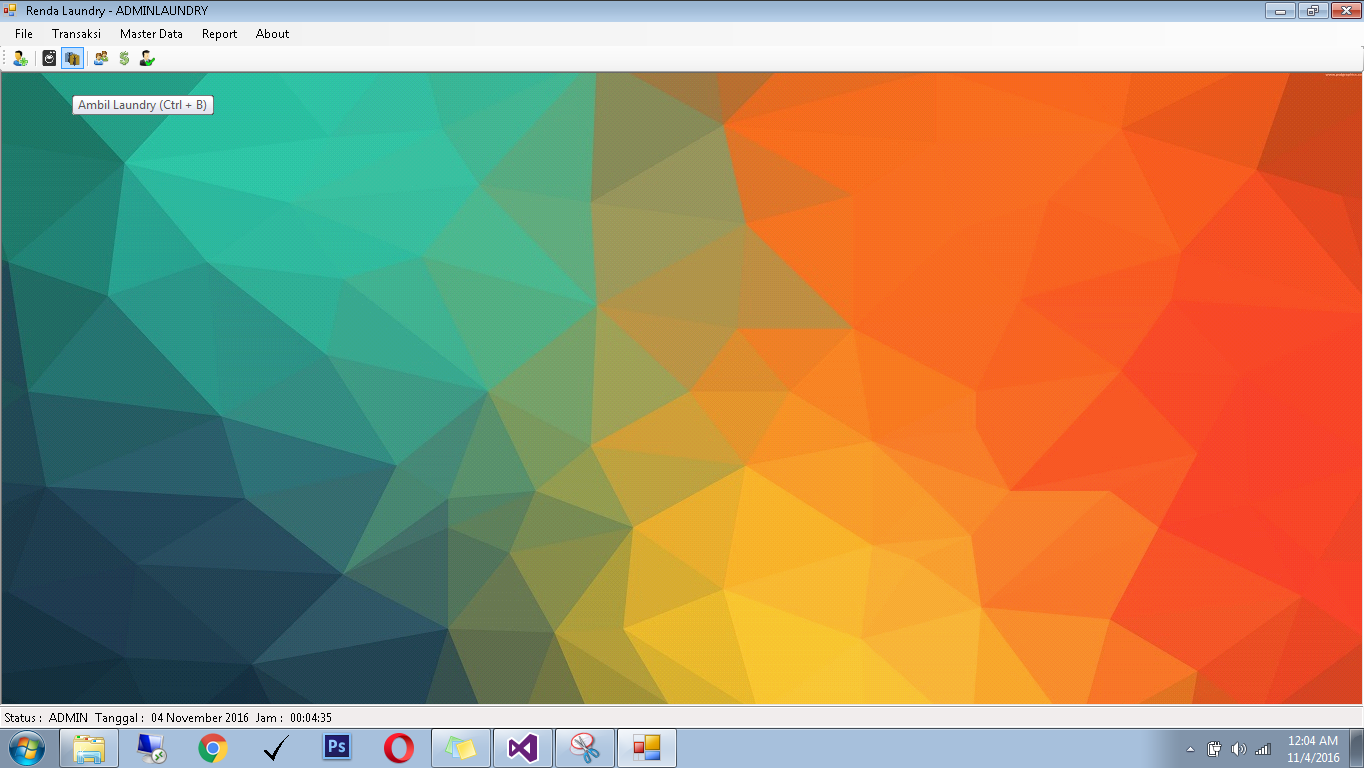 Renda Laundry - ADMINLAUNDRY
File Transaksi Master Data Report About
Ambil Laundry (Ctrl + B)
Status : ADMIN Tanggal : 04 November 2016 Jam : 00:04:35
Ps
12:04 AM
11/4/2016